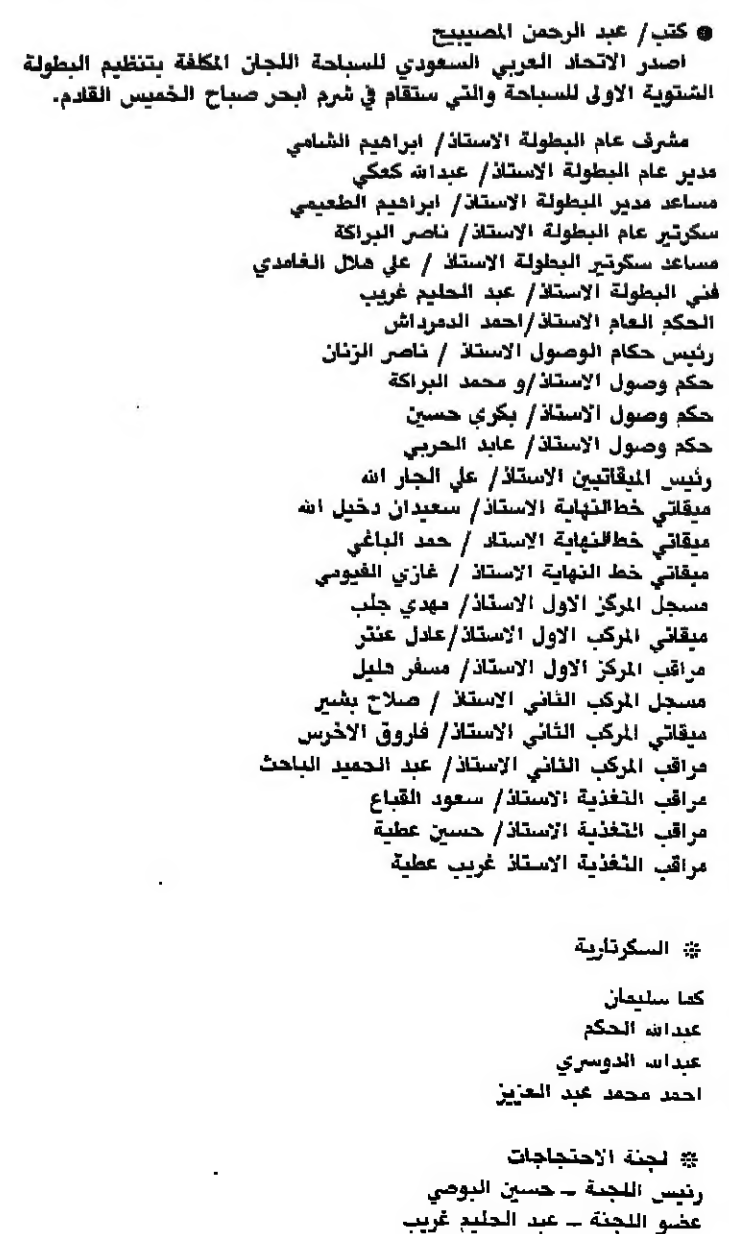 ● كتب/ عبد الرحمن المصيبيح
اصدر الاتحاد العربي السعودي للسباحة اللجان المكلفة بتنظيم البطولة
الشتوية الاولى للسباحة والتي ستقام في شرم ابحر صباح الخميس القادم.
مشرف عام البطولة الاستاذ/ ابراهيم الشامي
مدير عام البطولة الاستاذ/ عبدالله كعكي
مساعد مدير البطولة الاستاذ/ ابراهيم الطعيمي
سكرتير عام البطولة الاستاذ/ ناصر البراكة
مساعد سكرتير البطولة الاستاذ / علي هلال الغامدي
فني البطولة الاستاذ/ عبد الحليم غريب
الحكم العام الاستاذ/احمد الدمرداش
رئيس حكام الوصول الاستاذ / ناصر الزنان
حكم وصول الاستاذ/و محمد البراكة
حكم وصول الاستاذ/ بكري حسين
حكم وصول الاستاذ/ عابد الحربي
رئيس الميقاتيين الاستاذ/ علي الجار الله
ميقاتي خطالنهاية الاستاذ/ سعيدان دخيل الله
ميقاتي خطالنهاية الاستاذ / حمد الباغي
ميقاتي خط النهاية الاستاذ / غازي الفيومي
مسجل المركز الاول الاستاذ/ مهدي جلب
ميقاتي المركب الاول الاستاذ/عادل عنتر
مراقب المركز الاول الاستاذ/ مسفر هليل
مسجل المركب الثاني الاستاذ / صلاح بشير
ميقاتي المركب الثاني الاستاذ/ فاروق الاخرس
مراقب المركب الثاني الاستاذ/ عبد الحميد الباحث
مراقب التغذية الاستاذ/ سعود القباع
مراقب التغذية الاستاذ/ حسين عطية
مراقب التغذية الاستاذ غريب عطية
❊ السكرتارية
كما سليمان
عبدالله الحكم
عبدالله الدوسري
احمد محمد عبد العزيز
❊ لجنة الاحتجاجات
رئيس اللجنة ــ حسين البوصي
عضو اللجنة ــ عبد الحليم غريب